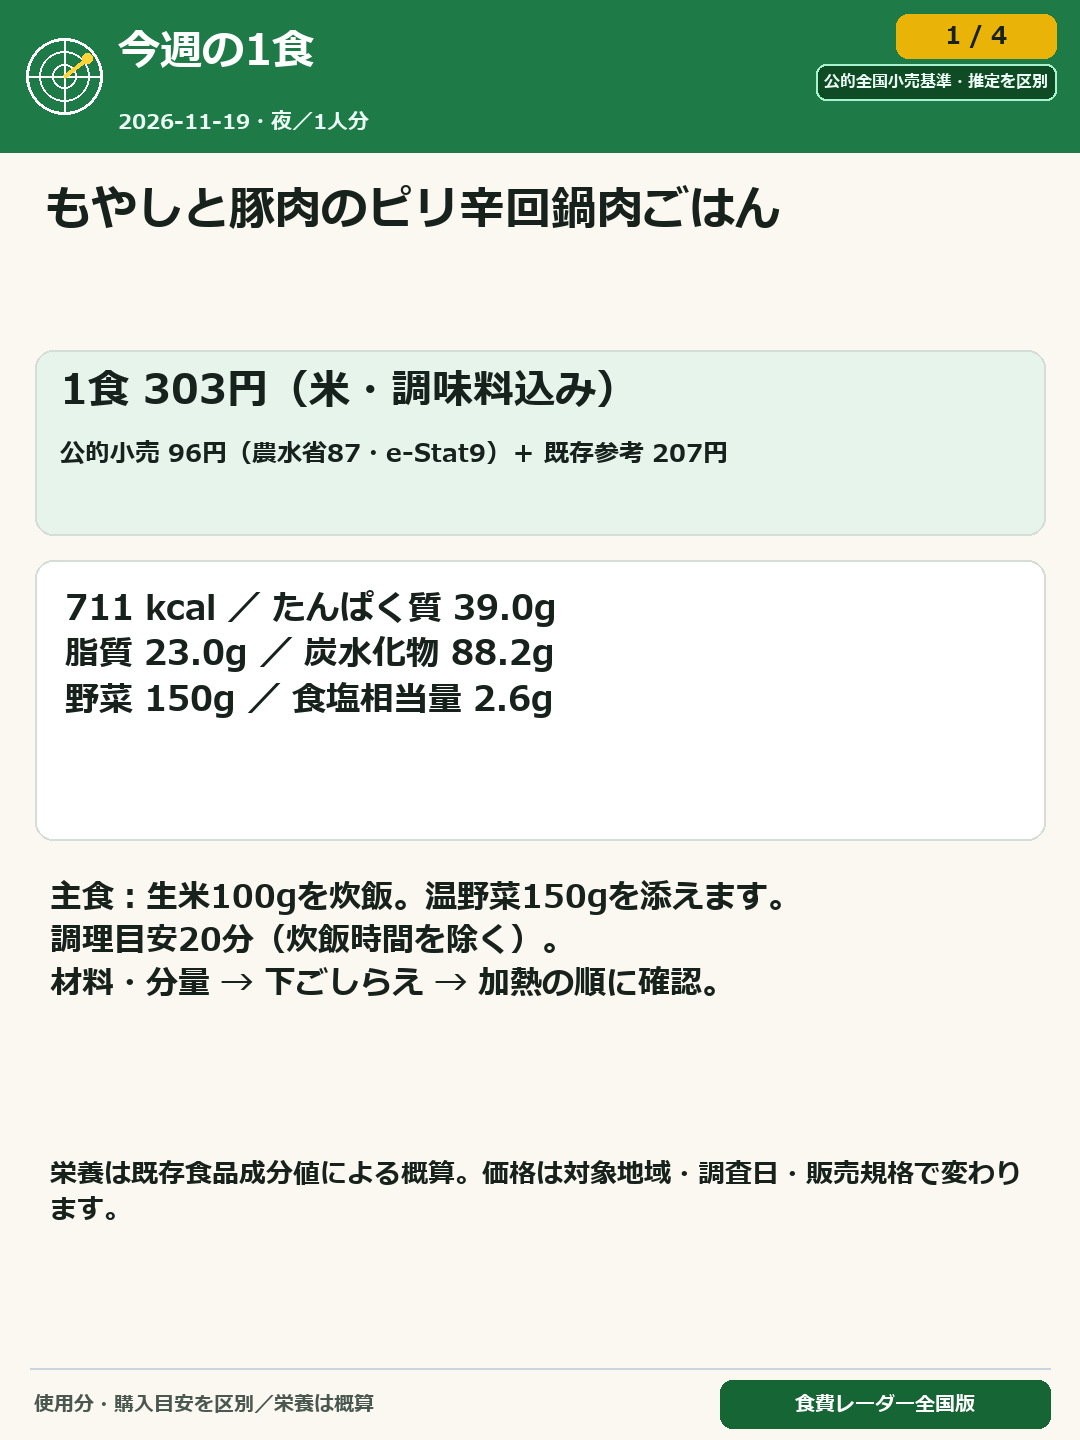 今週の1食
2026-11-19・夜／1人分
1 / 4
公的全国小売基準・推定を区別
もやしと豚肉のピリ辛回鍋肉ごはん
1食 303円（米・調味料込み）
公的小売 96円（農水省87・e-Stat9）＋ 既存参考 207円
711 kcal ／ たんぱく質 39.0g
脂質 23.0g ／ 炭水化物 88.2g
野菜 150g ／ 食塩相当量 2.6g
主食：生米100gを炊飯。温野菜150gを添えます。
調理目安20分（炊飯時間を除く）。
材料・分量 → 下ごしらえ → 加熱の順に確認。
栄養は既存食品成分値による概算。価格は対象地域・調査日・販売規格で変わり
ます。
使用分・購入目安を区別／栄養は概算
食費レーダー全国版